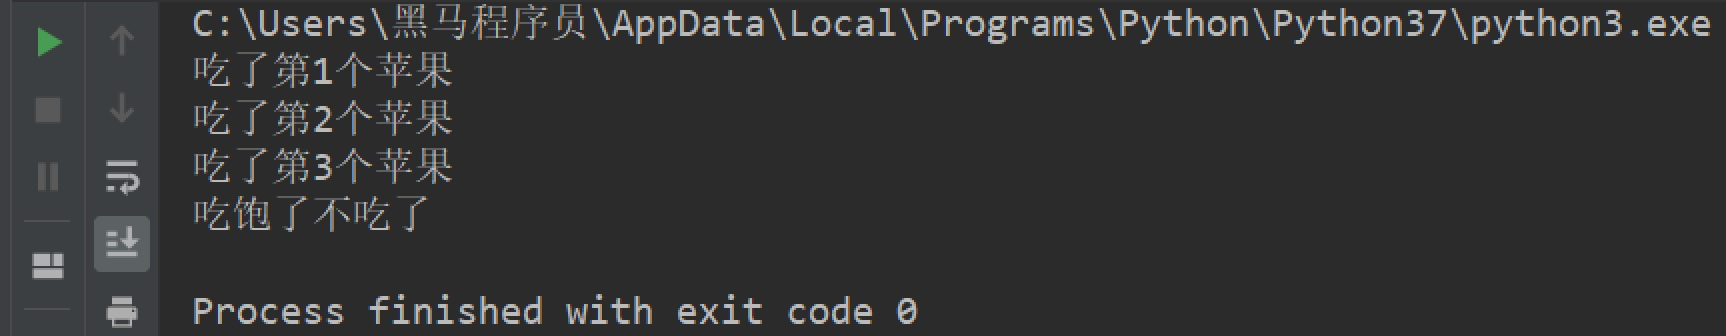 C:\Users\黑马程序员\AppData\Local\Programs\Python\Python37\python3.exe
吃了第1个苹果
吃了第2个苹果
吃了第3个苹果
吃饱了不吃了
Process finished with exit code 0